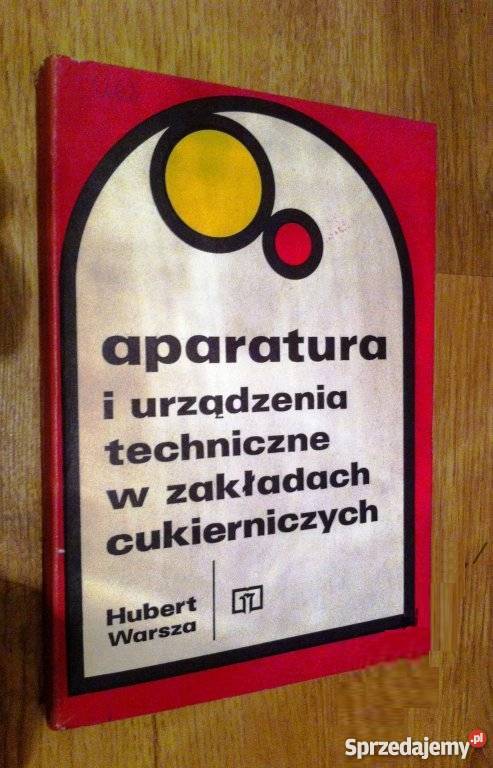 aparatura
i urządzenia
techniczne
w zakładach
cukierniczych
Hubert
Warsza
Sprzedajemy.pl